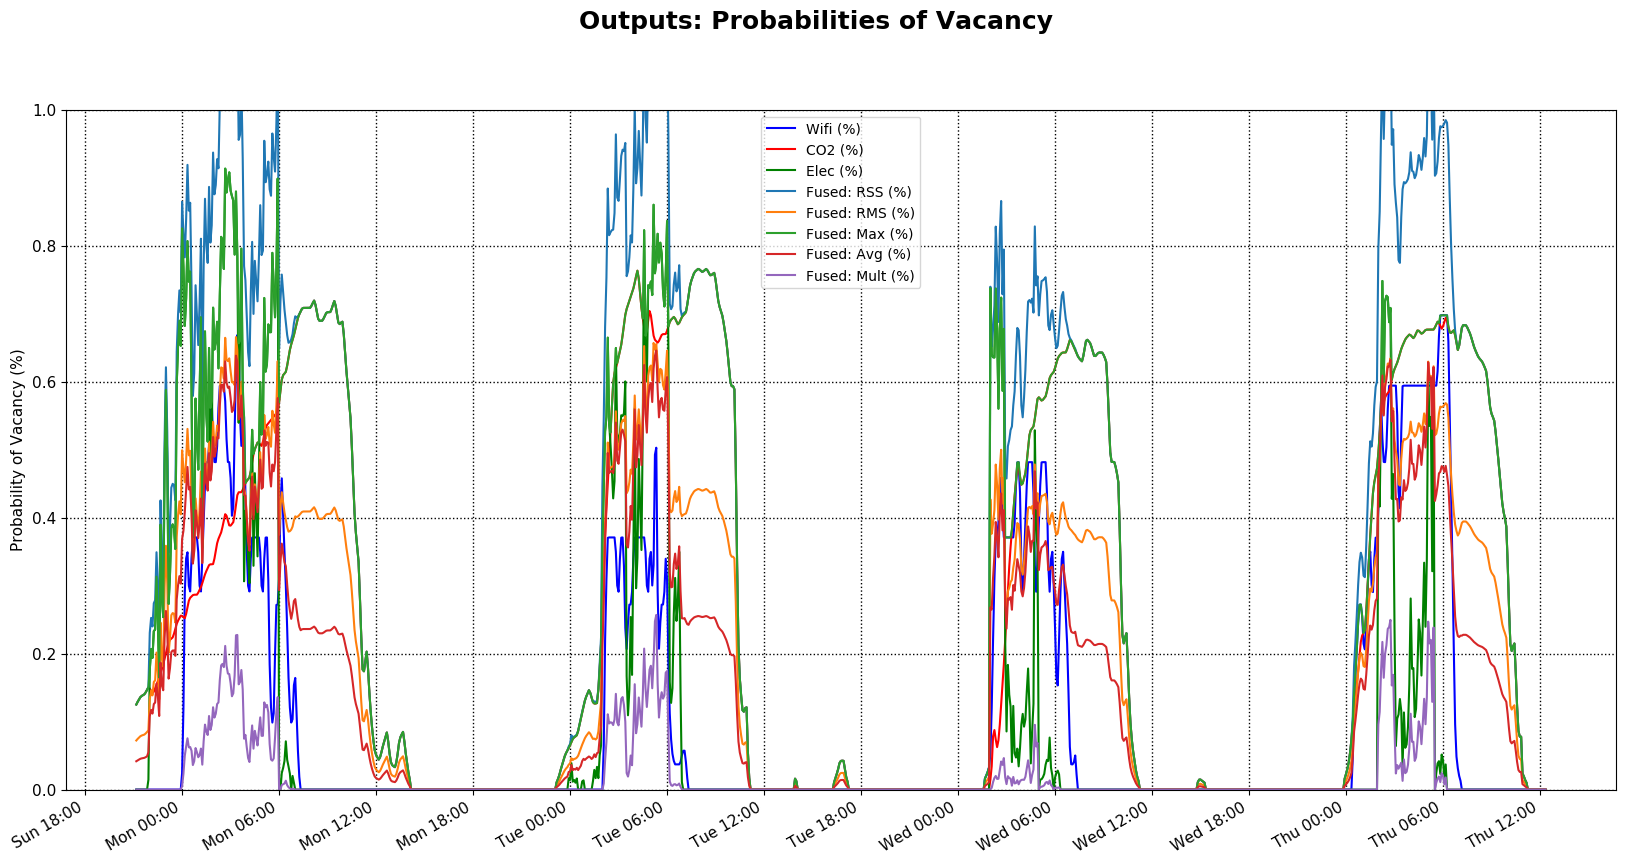 Outputs: Probabilities of Vacancy
1.0
0.8
0.6
0.4
0.2
0.0
Probability of Vacancy (%)
Wifi (%)
CO2 (%)
Elec (%)
Fused: RSS (%)
Fused: RMS (%)
Fused: Max (%)
Fused: Avg (%)
Fused: Mult (%)
Sun 18:00
Mon 00:00
Mon 06:00
Mon 12:00
Mon 18:00
Tue 00:00
Tue 06:00
Tue 12:00
Tue 18:00
Wed 00:00
Wed 06:00
Wed 12:00
Wed 18:00
Thu 00:00
Thu 06:00
Thu 12:00